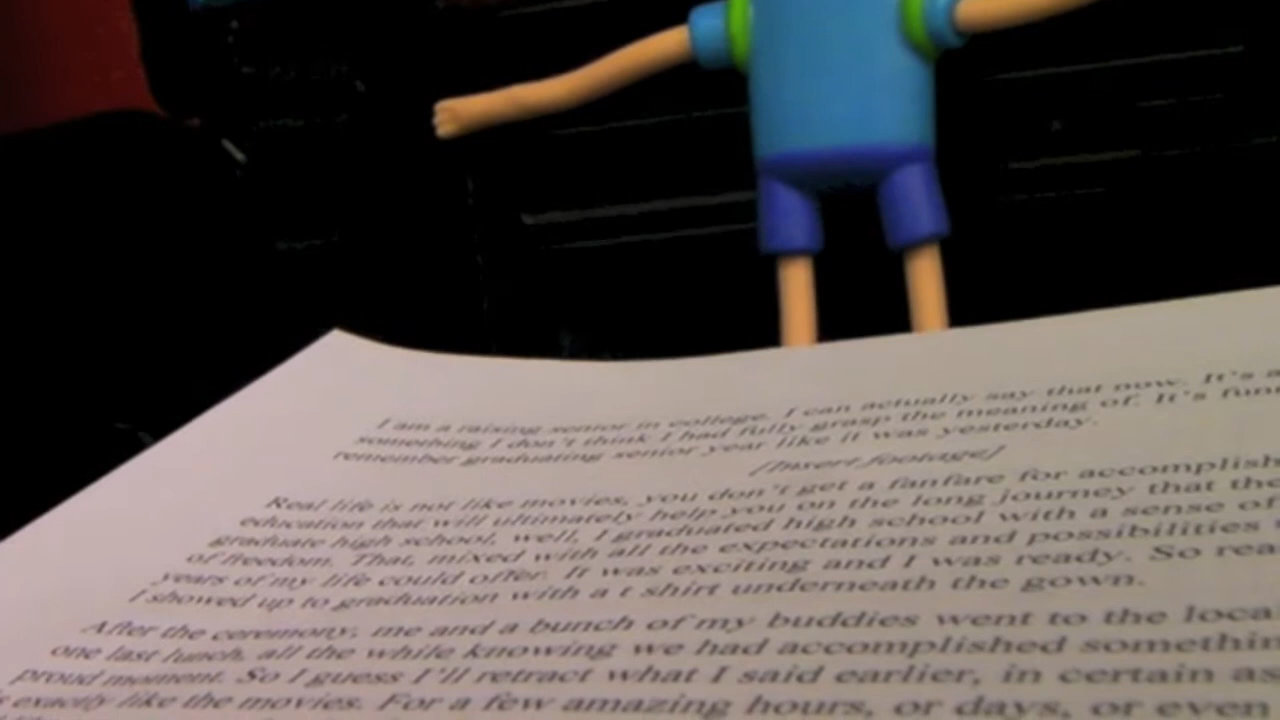 I am a raising senior in college. I can actually say that now. It's a
something I don't think I had fully grasp the meaning of. It's
remember graduating senior year like it was yesterday.
[Insert footage]
Real life is not like movies, you don't get a fanfare for
education that will ultimately help you on the long journey that
graduate high school, well, I graduated high school with a sense of
of freedom. That, mixed with all the expectations and possibilities
years of my life could offer. It was exciting and I was ready. So
I showed up to graduation with a t shirt underneath the gown.
After the ceremony, me and a bunch of my buddies went to the
one last lunch, all the while knowing we had accomplished
proud moment. So I guess I'll retract what I said earlier, in certain
exactly like the movies. For a few amazing hours, or days, or even